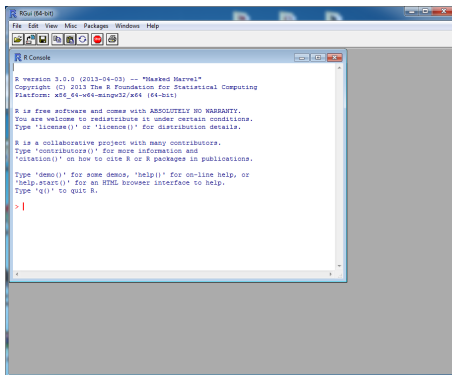 RGui (64-bit)
File Edit View Misc Packages Windows Help
R Console
R version 3.0.0 (2013-04-03) -- "Masked Marvel"
Copyright (C) 2013 The R Foundation for Statistical Computing
Platform: x86_64-w64-mingw32/x64 (64-bit)
R is free software and comes with ABSOLUTELY NO WARRANTY.
You are welcome to redistribute it under certain conditions.
Type 'license()' or 'licence()' for distribution details.
R is a collaborative project with many contributors.
Type 'contributors()' for more information and
'citation()' on how to cite R or R packages in publications.
Type 'demo()' for some demos, 'help()' for on-line help, or
'help.start()' for an HTML browser interface to help.
Type 'q()' to quit R.
>